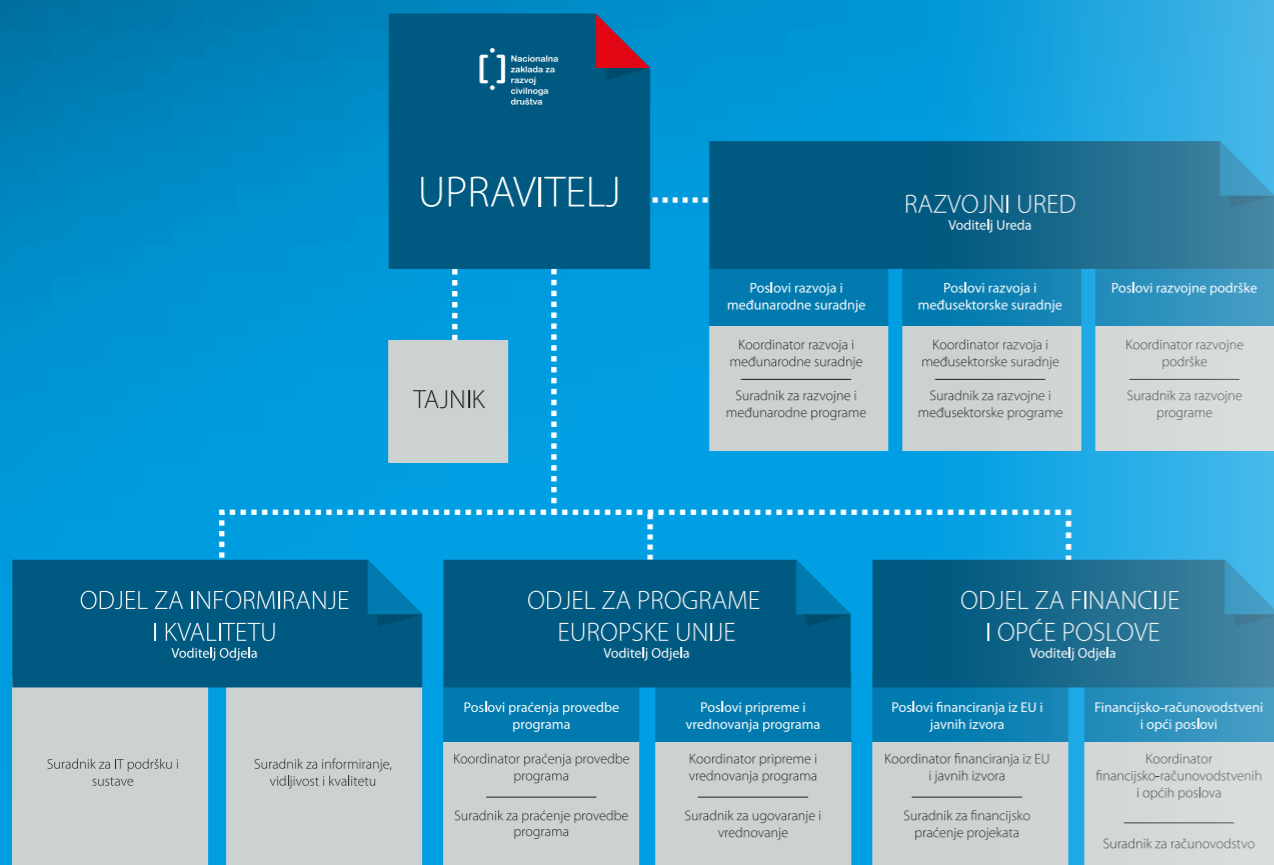 Nacionalna
zaklada za
razvoj
civilnoga
društva
UPRAVITELJ
RAZVOJNI URED
Voditelj Ureda
Poslovi razvoja i
međunarodne suradnje
Koordinator razvoja i
međunarodne suradnje
Suradnik za razvojne i
međunarodne programe
Poslovi razvoja i
međusektorske suradnje
Koordinator razvoja i
međusektorske suradnje
Suradnik za razvojne i
međusektorske programe
Poslovi razvojne podrške
Koordinator razvojne
podrške
Suradnik za razvojne
programe
TAJNIK
ODJEL ZA INFORMIRANJE
I KVALITETU
Voditelj Odjela
Suradnik za IT podršku i
sustave
Suradnik za informiranje,
vidljivost i kvalitetu
ODJEL ZA PROGRAME
EUROPSKE UNIJE
Voditelj Odjela
Poslovi praćenja provedbe
programa
Koordinator praćenja provedbe
programa
Suradnik za praćenje provedbe
programa
Poslovi pripreme i
vrednovanja programa
Koordinator pripreme i
vrednovanja programa
Suradnik za ugovaranje i
vrednovanje
ODJEL ZA FINANCIJE
I OPĆE POSLOVE
Voditelj Odjela
Poslovi financiranja iz EU i
javnih izvora
Koordinator financiranja iz EU
i javnih izvora
Suradnik za financijsko
praćenje projekata
Financijsko-računovodstveni
i opći poslovi
Koordinator
financijsko-računovodstvenih
i općih poslova
Suradnik za računovodstvo